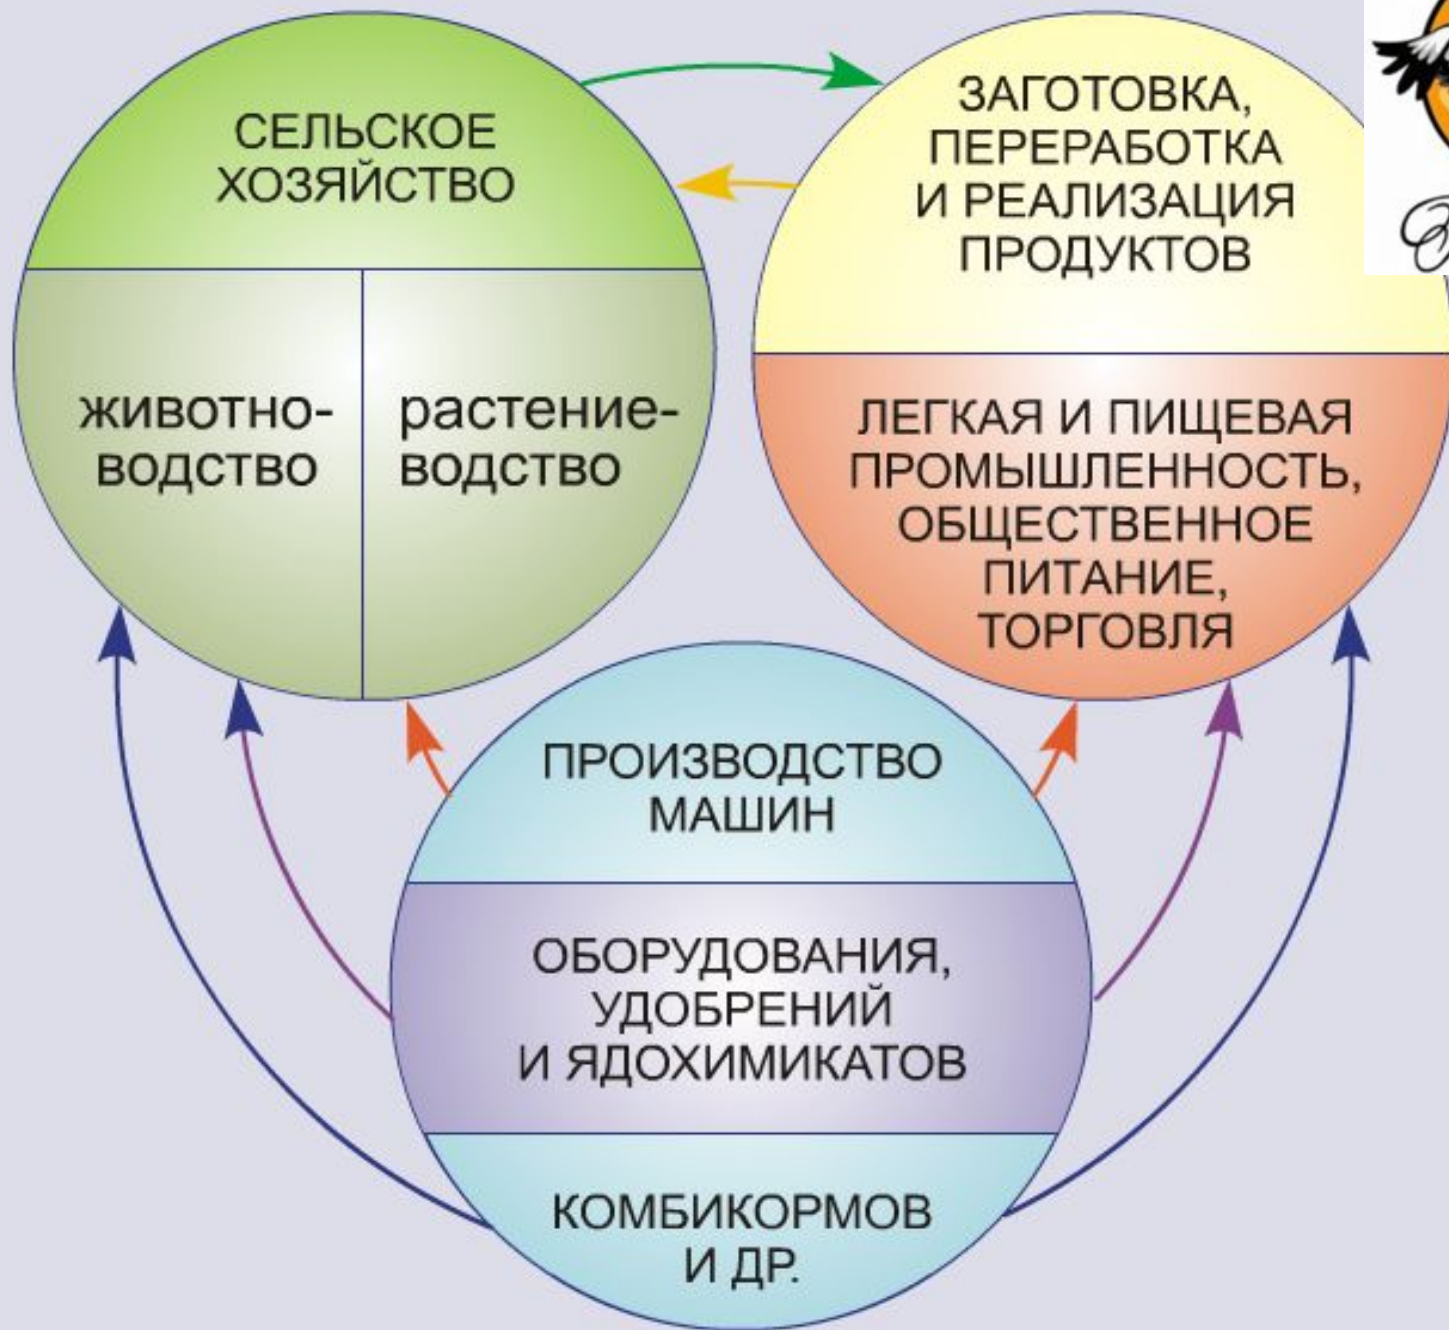 СЕЛЬСКОЕ
ХОЗЯЙСТВО
животно-
водство
растение-
водство
ЗАГОТОВКА,
ПЕРЕРАБОТКА
И РЕАЛИЗАЦИЯ
ПРОДУКТОВ
ЛЕГКАЯ И ПИЩЕВАЯ
ПРОМЫШЛЕННОСТЬ,
ОБЩЕСТВЕННОЕ
ПИТАНИЕ,
ТОРГОВЛЯ
ПРОИЗВОДСТВО
МАШИН
ОБОРУДОВАНИЯ,
УДОБРЕНИЙ
И ЯДОХИМИКАТОВ
КОМБИКОРМОВ
И ДР.